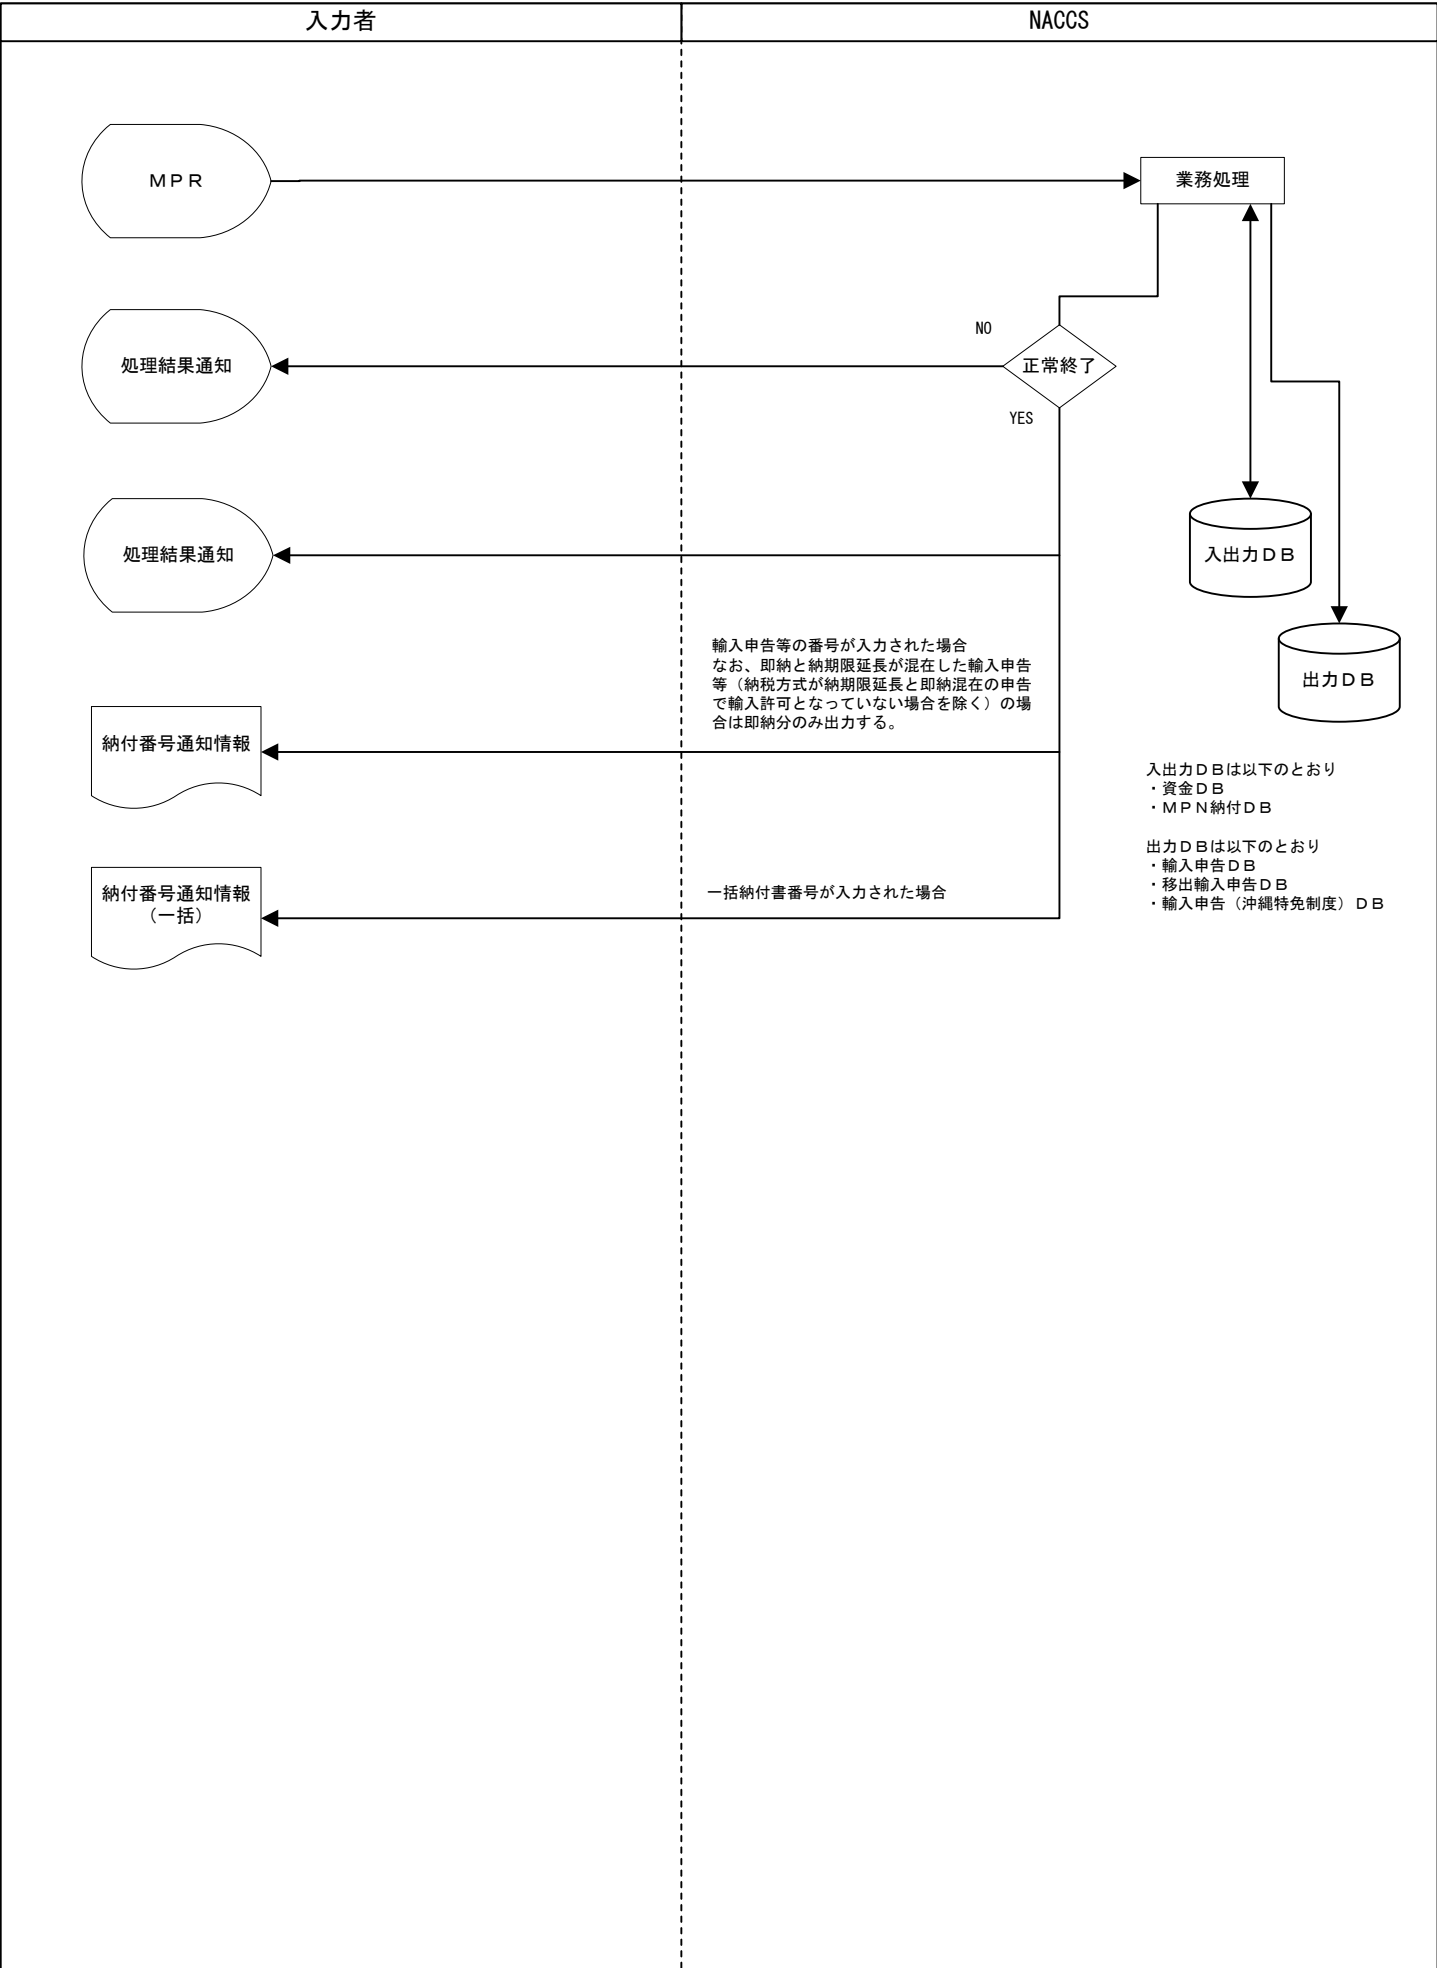 入力者
NACCS
ＭＰＲ
業務処理
NO
処理結果通知
正常終了
YES
処理結果通知
入出力ＤＢ
輸入申告等の番号が入力された場合
なお、即納と納期限延長が混在した輸入申告
等（納税方式が納期限延長と即納混在の申告
で輸入許可となっていない場合を除く）の場
合は即納分のみ出力する。
出力ＤＢ
納付番号通知情報
入出力ＤＢは以下のとおり
・資金ＤＢ
・ＭＰＮ納付ＤＢ
出力ＤＢは以下のとおり
・輸入申告ＤＢ
・移出輸入申告ＤＢ
・輸入申告（沖縄特免制度）ＤＢ
納付番号通知情報
（一括）
一括納付書番号が入力された場合